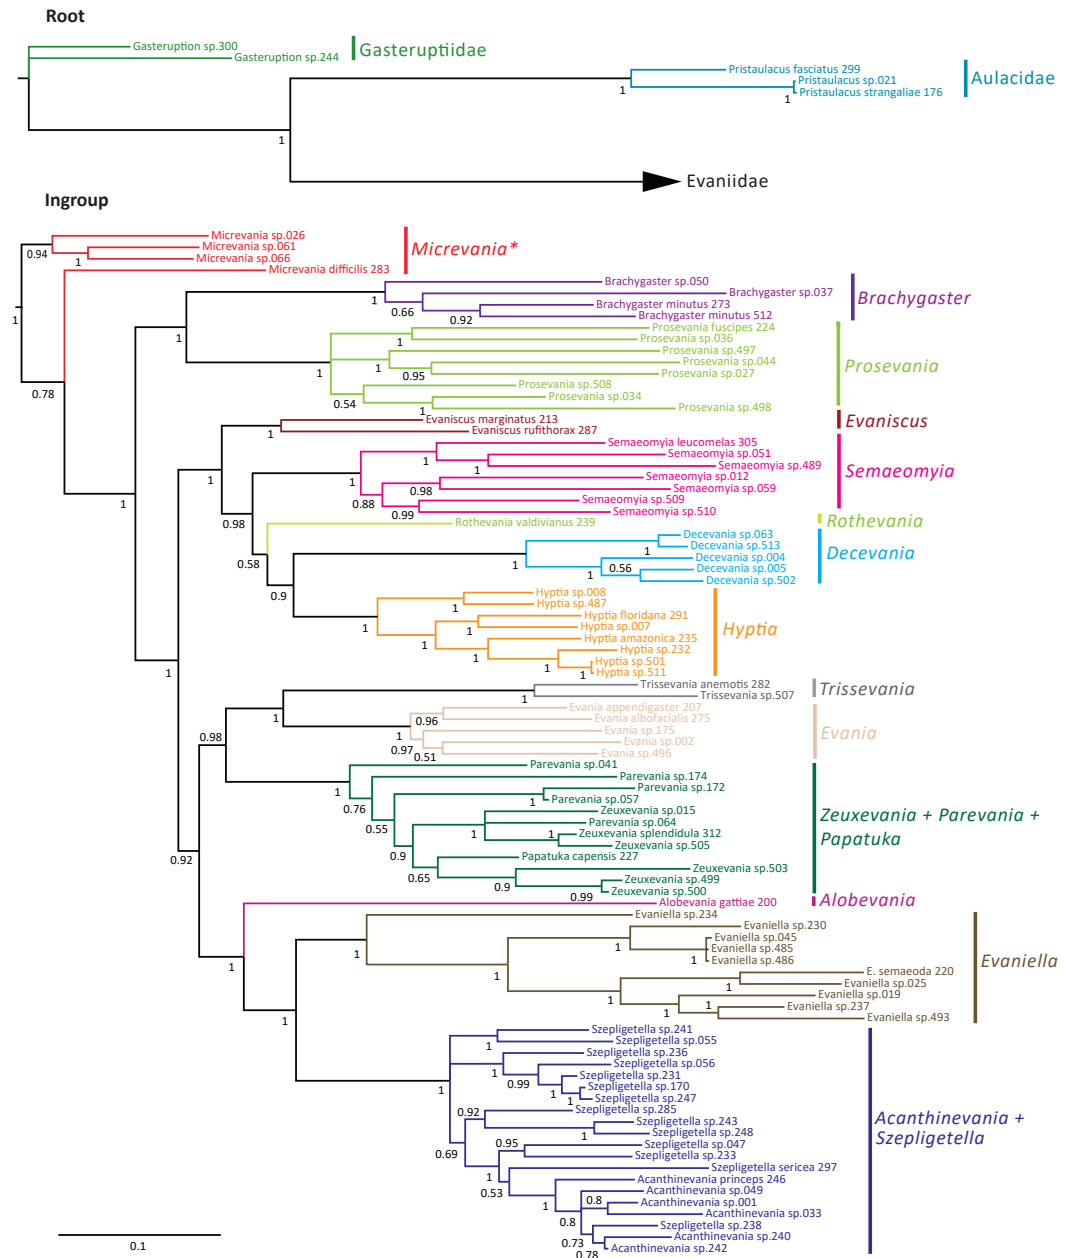 Root
Gasteruption sp.300
Gasteruption sp.244
Gasteruptiidae
Pristaulacus fasciatus 299
Pristaulacus sp.021
Pristaulacus strangaliae 176
Aulacidae
1
1
1
Evaniidae
Ingroup
Micrevania sp.026
Micrevania sp.061
Micrevania sp.066
Micrevania difficilis 283
Micrevania*
0.94
1
1
0.78
Brachygaster sp.050
Brachygaster sp.037
Brachygaster minutus 273
Brachygaster minutus 512
Brachygaster
1
0.66
0.92
1
Prosevania fuscipes 224
Prosevania sp.036
Prosevania sp.497
Prosevania sp.044
Prosevania sp.027
Prosevania sp.508
Prosevania sp.034
Prosevania sp.498
Prosevania
1
1
1
0.95
0.54
1
Evaniscus marginatus 213
Evaniscus rufithorax 287
Evaniscus
1
Semaeomyia leucomelas 305
Semaeomyia sp.051
Semaeomyia sp.489
Semaeomyia sp.012
Semaeomyia sp.059
Semaeomyia sp.509
Semaeomyia sp.510
Semaeomyia
1
1
1
1
0.88
0.98
0.99
1
0.98
Rothevania valdivianus 239
Rothevania
0.58
Decevania sp.063
Decevania sp.513
Decevania sp.004
Decevania sp.005
Decevania sp.502
Decevania
1
1
1
0.56
0.9
Hyptia sp.008
Hyptia sp.487
Hyptia floridana 291
Hyptia sp.007
Hyptia amazonica 235
Hyptia sp.232
Hyptia sp.501
Hyptia sp.511
Hyptia
1
1
1
1
1
1
1
1
Trissevania anemotis 282
Trissevania sp.507
Trissevania
1
1
Evania appendigaster 207
Evania albofacialis 275
Evania sp.175
Evania sp.002
Evania sp.496
Evania
0.96
1
0.97
0.51
0.98
Parevania sp.041
Parevania sp.174
Parevania sp.172
Parevania sp.057
Zeuxevania sp.015
Parevania sp.064
Zeuxevania splendidula 312
Zeuxevania sp.505
Papatuka capensis 227
Zeuxevania sp.503
Zeuxevania sp.499
Zeuxevania sp.500
Zeuxevania + Parevania +
Papatuka
1
0.76
1
0.55
1
1
0.9
0.65
0.9
0.99
0.92
Alobevania gattiae 200
Alobevania
1
Evaniella sp.234
Evaniella sp.230
Evaniella sp.045
Evaniella sp.485
Evaniella sp.486
E. semaeoda 220
Evaniella sp.025
Evaniella sp.019
Evaniella sp.237
Evaniella sp.493
Evaniella
1
1
1
1
1
1
1
1
1
Szepligetella sp.241
Szepligetella sp.055
Szepligetella sp.236
Szepligetella sp.056
Szepligetella sp.231
Szepligetella sp.170
Szepligetella sp.247
Szepligetella sp.285
Szepligetella sp.243
Szepligetella sp.248
Szepligetella sp.047
Szepligetella sp.233
Szepligetella sericea 297
Acanthinevania princeps 246
Acanthinevania sp.049
Acanthinevania sp.001
Acanthinevania sp.033
Szepligetella sp.238
Acanthinevania sp.240
Acanthinevania sp.242
Acanthinevania +
Szepligetella
1
1
1
0.99
1
1
0.92
1
0.69
0.95
1
0.53
1
0.8
0.8
0.73
0.78
0.1